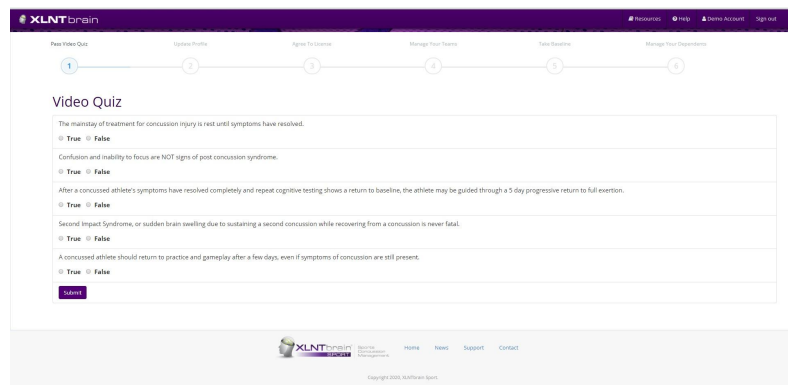 XLNTbrain
Resources Help Demo Account Sign out
Pass Video Quiz Update Profile Agree To License Manage Your Teams Take Baseline Manage Your Dependents
1 2 3 4 5 6
Video Quiz
The mainstay of treatment for concussion injury is rest until symptoms have resolved.
True False
Confusion and inability to focus are NOT signs of post concussion syndrome.
True False
After a concussed athlete's symptoms have resolved completely and repeat cognitive testing shows a return to baseline, the athlete may be guided through a 5 day progressive return to full exertion.
True False
Second Impact Syndrome, or sudden brain swelling due to sustaining a second concussion while recovering from a concussion is never fatal.
True False
A concussed athlete should return to practice and gameplay after a few days, even if symptoms of concussion are still present.
True False
Submit
XLNTbrain SPORT Sports Concussion Management Home News Support Contact
Copyright 2020, XLNTbrain Sport